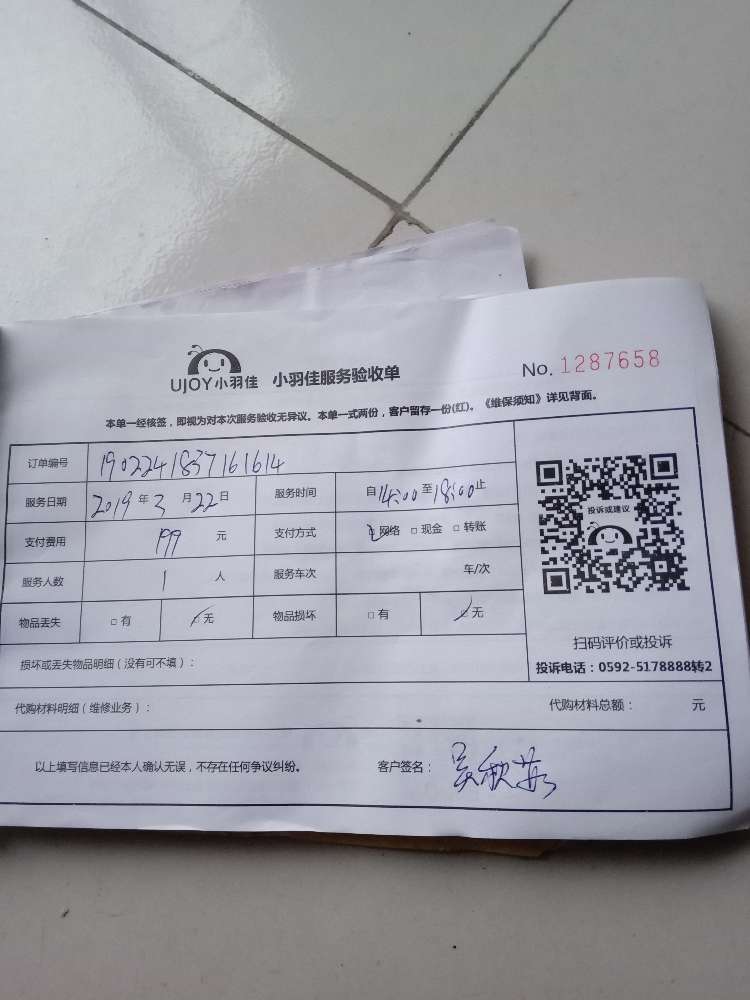 UJOY小羽佳 小羽佳服务验收单 No. 1287658
本单一经核签，即视为对本次服务验收无异议。本单一式两份，客户留存一份(红)。《维保须知》详见背面。
订单编号 1902241837161614
服务日期 2019年3月22日 服务时间 自14:00至18:00止
支付费用 199 元 支付方式 网络 □现金 □转账
服务人数 1 人 服务车次 车/次
物品丢失 □有 无 物品损坏 □有 无
损坏或丢失物品明细（没有可不填）：
代购材料明细（维修业务）： 代购材料总额： 元
以上填写信息已经本人确认无误，不存在任何争议纠纷。 客户签名：吴秋
投诉或建议
扫码评价或投诉
投诉电话：0592-5178888转2